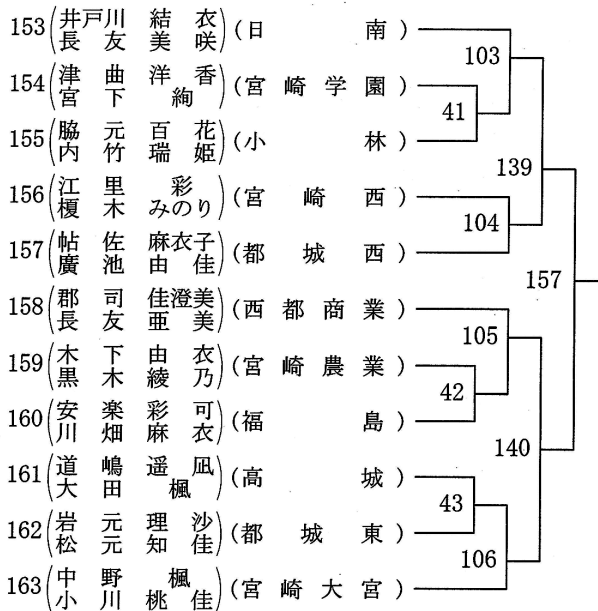 153 井戸川 結衣 (日南)
長友美咲
103
154 津曲洋香 (宮崎学園)
宮下絢
41
155 脇元百花 (小林)
内竹瑞姫
139
156 江里彩 (宮崎西)
榎木みのり
104
157 帖佐麻衣子 (都城西)
廣池由佳
157
158 郡司佳澄美 (西都商業)
長友亜美
105
159 木下由衣 (宮崎農業)
黒木綾乃
42
160 安楽彩可 (福島)
川畑麻衣
140
161 道嶋遥凪 (高城)
大田楓
43
162 岩元理沙 (都城東)
松元知佳
106
163 中野楓 (宮崎大宮)
小川桃佳